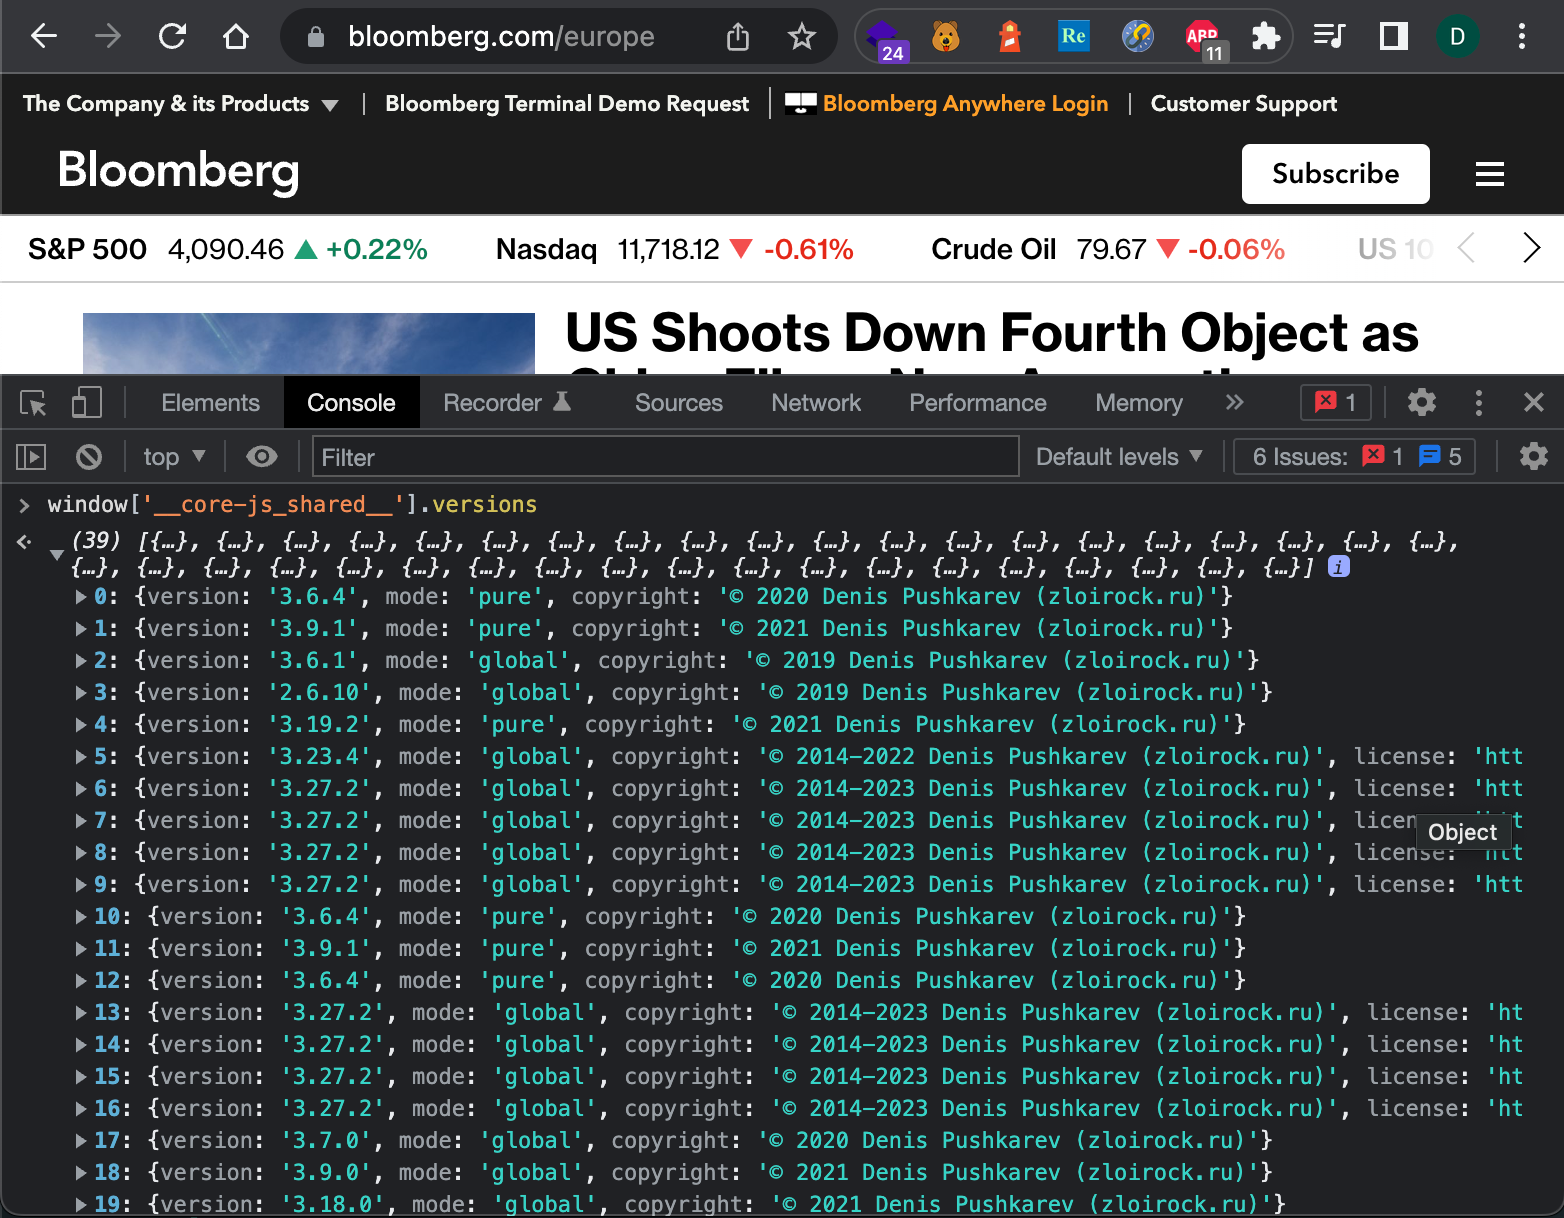 bloomberg.com/europe
24
Re
ABP
11
D
The Company & its Products | Bloomberg Terminal Demo Request | Bloomberg Anywhere Login | Customer Support
Bloomberg
Subscribe
S&P 500 4,090.46 +0.22% Nasdaq 11,718.12 -0.61% Crude Oil 79.67 -0.06% US 10
US Shoots Down Fourth Object as
Elements Console Recorder Sources Network Performance Memory » 1
top Filter Default levels 6 Issues: 1 5
window['__core-js_shared__'].versions
(39) [{…}, {…}, {…}, {…}, {…}, {…}, {…}, {…}, {…}, {…}, {…}, {…}, {…}, {…}, {…}, {…}, {…}, {…}, {…}, {…},
{…}, {…}, {…}, {…}, {…}, {…}, {…}, {…}, {…}, {…}, {…}, {…}, {…}, {…}, {…}, {…}, {…}, {…}, {…}] i
0: {version: '3.6.4', mode: 'pure', copyright: '© 2020 Denis Pushkarev (zloirock.ru)'}
1: {version: '3.9.1', mode: 'pure', copyright: '© 2021 Denis Pushkarev (zloirock.ru)'}
2: {version: '3.6.1', mode: 'global', copyright: '© 2019 Denis Pushkarev (zloirock.ru)'}
3: {version: '2.6.10', mode: 'global', copyright: '© 2019 Denis Pushkarev (zloirock.ru)'}
4: {version: '3.19.2', mode: 'pure', copyright: '© 2021 Denis Pushkarev (zloirock.ru)'}
5: {version: '3.23.4', mode: 'global', copyright: '© 2014–2022 Denis Pushkarev (zloirock.ru)', license: 'htt
6: {version: '3.27.2', mode: 'global', copyright: '© 2014–2023 Denis Pushkarev (zloirock.ru)', license: 'htt
7: {version: '3.27.2', mode: 'global', copyright: '© 2014–2023 Denis Pushkarev (zloirock.ru)', licen
Object
8: {version: '3.27.2', mode: 'global', copyright: '© 2014–2023 Denis Pushkarev (zloirock.ru)', license: 'htt
9: {version: '3.27.2', mode: 'global', copyright: '© 2014–2023 Denis Pushkarev (zloirock.ru)', license: 'htt
10: {version: '3.6.4', mode: 'pure', copyright: '© 2020 Denis Pushkarev (zloirock.ru)'}
11: {version: '3.9.1', mode: 'pure', copyright: '© 2021 Denis Pushkarev (zloirock.ru)'}
12: {version: '3.6.4', mode: 'pure', copyright: '© 2020 Denis Pushkarev (zloirock.ru)'}
13: {version: '3.27.2', mode: 'global', copyright: '© 2014–2023 Denis Pushkarev (zloirock.ru)', license: 'ht
14: {version: '3.27.2', mode: 'global', copyright: '© 2014–2023 Denis Pushkarev (zloirock.ru)', license: 'ht
15: {version: '3.27.2', mode: 'global', copyright: '© 2014–2023 Denis Pushkarev (zloirock.ru)', license: 'ht
16: {version: '3.27.2', mode: 'global', copyright: '© 2014–2023 Denis Pushkarev (zloirock.ru)', license: 'ht
17: {version: '3.7.0', mode: 'global', copyright: '© 2020 Denis Pushkarev (zloirock.ru)'}
18: {version: '3.9.0', mode: 'global', copyright: '© 2021 Denis Pushkarev (zloirock.ru)'}
19: {version: '3.18.0', mode: 'global', copyright: '© 2021 Denis Pushkarev (zloirock.ru)'}